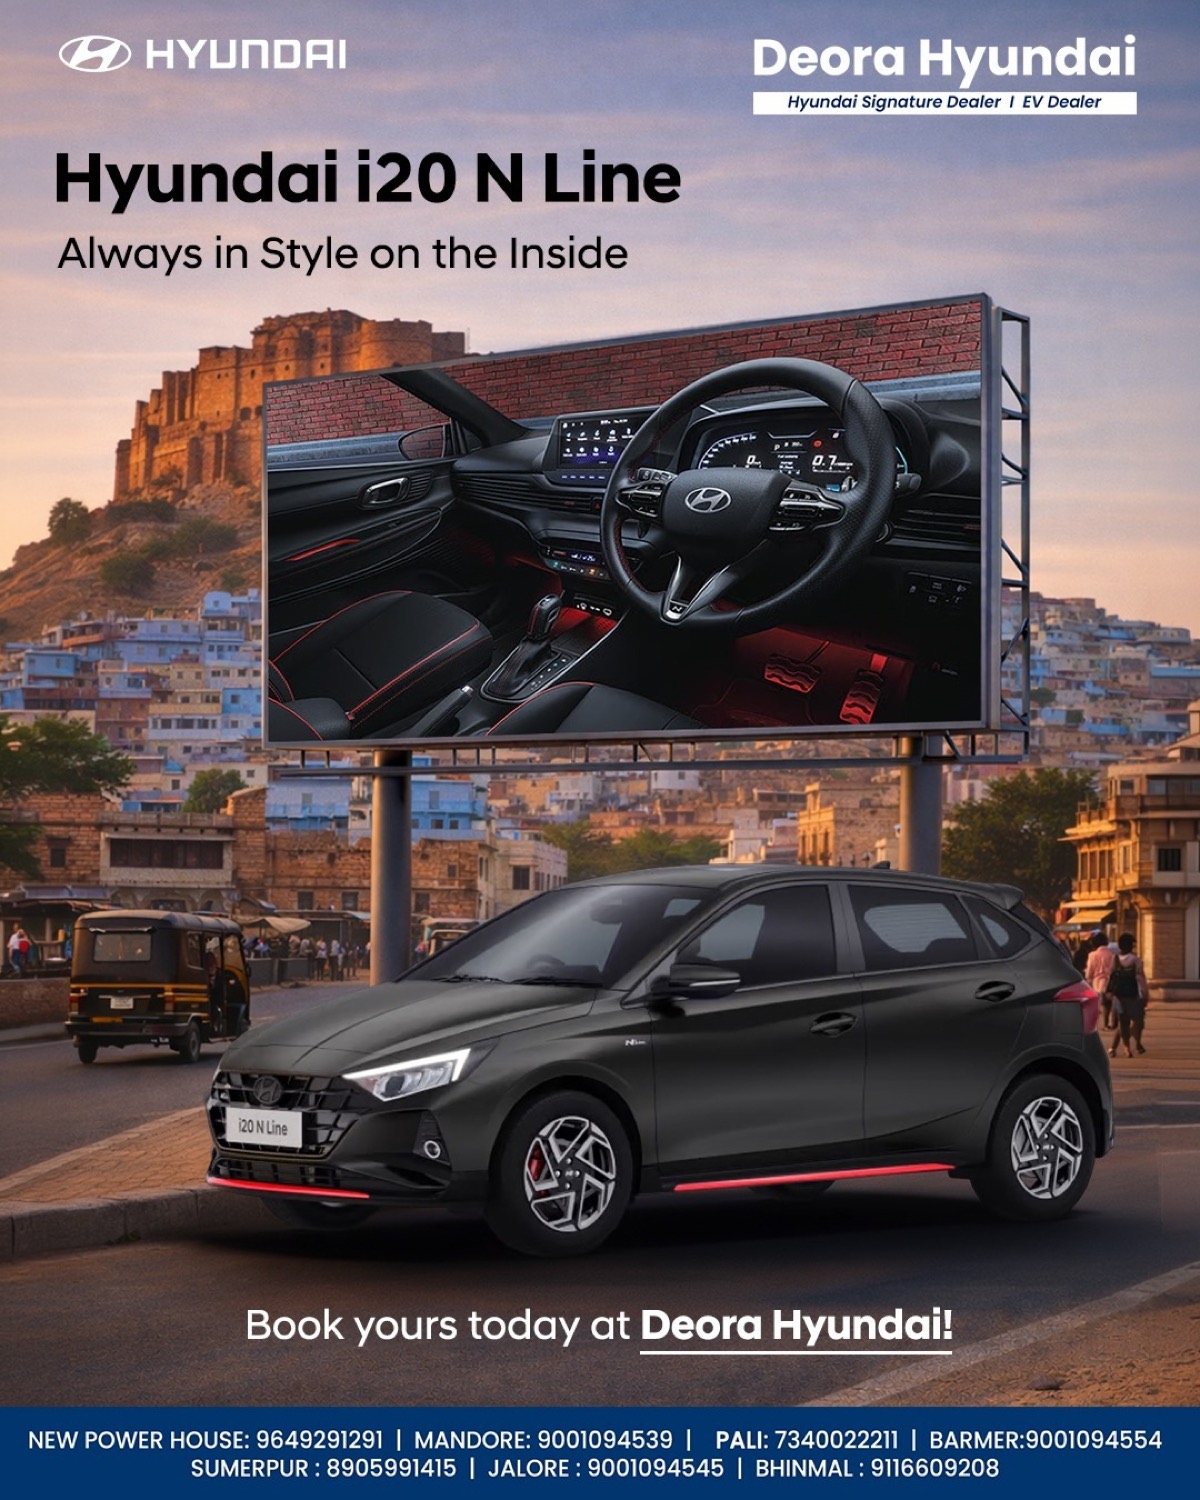 HYUNDAI
Deora Hyundai
Hyundai Signature Dealer I EV Dealer
Hyundai i20 N Line
Always in Style on the Inside
N Line
i20 N Line
Book yours today at Deora Hyundai!
NEW POWER HOUSE: 9649291291 | MANDORE: 9001094539 | PALI: 7340022211 | BARMER:9001094554
SUMERPUR : 8905991415 | JALORE : 9001094545 | BHINMAL : 9116609208